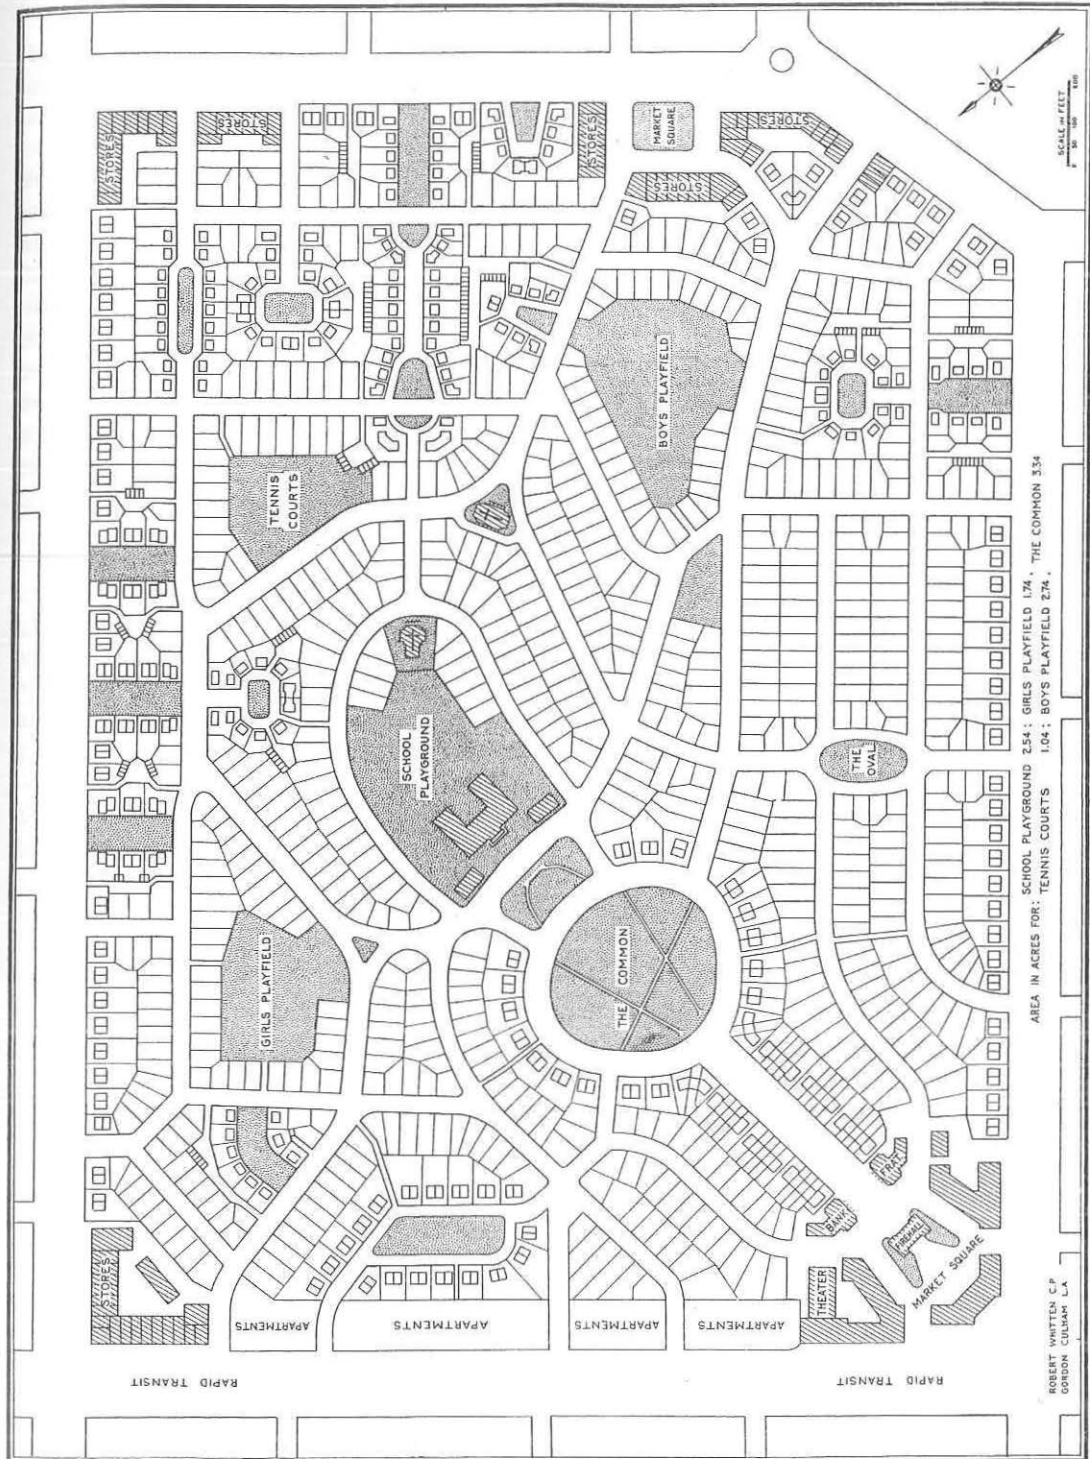 STORES
STORES
STORES
MARKET
SQUARE
STORES
STORES
SCALE IN FEET
0 50 100
TENNIS
COURTS
BOYS PLAYFIELD
SCHOOL
PLAYGROUND
THE
OVAL
GIRLS PLAYFIELD
THE COMMON
STORES
APARTMENTS
APARTMENTS
APARTMENTS
APARTMENTS
THEATER
BANK
FRAT.
FIREHALL
MARKET SQUARE
RAPID TRANSIT
RAPID TRANSIT
AREA IN ACRES FOR: SCHOOL PLAYGROUND 2.54; GIRLS PLAYFIELD 1.74, THE COMMON 3.34
TENNIS COURTS 1.04; BOYS PLAYFIELD 2.74,
ROBERT WHITTEN C.P
GORDON CULHAM L.A